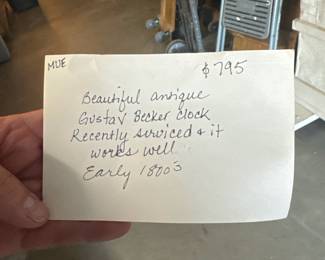 MUE
$795
Beautiful antique
Gustav Becker clock
Recently serviced & it
works well
Early 1800's